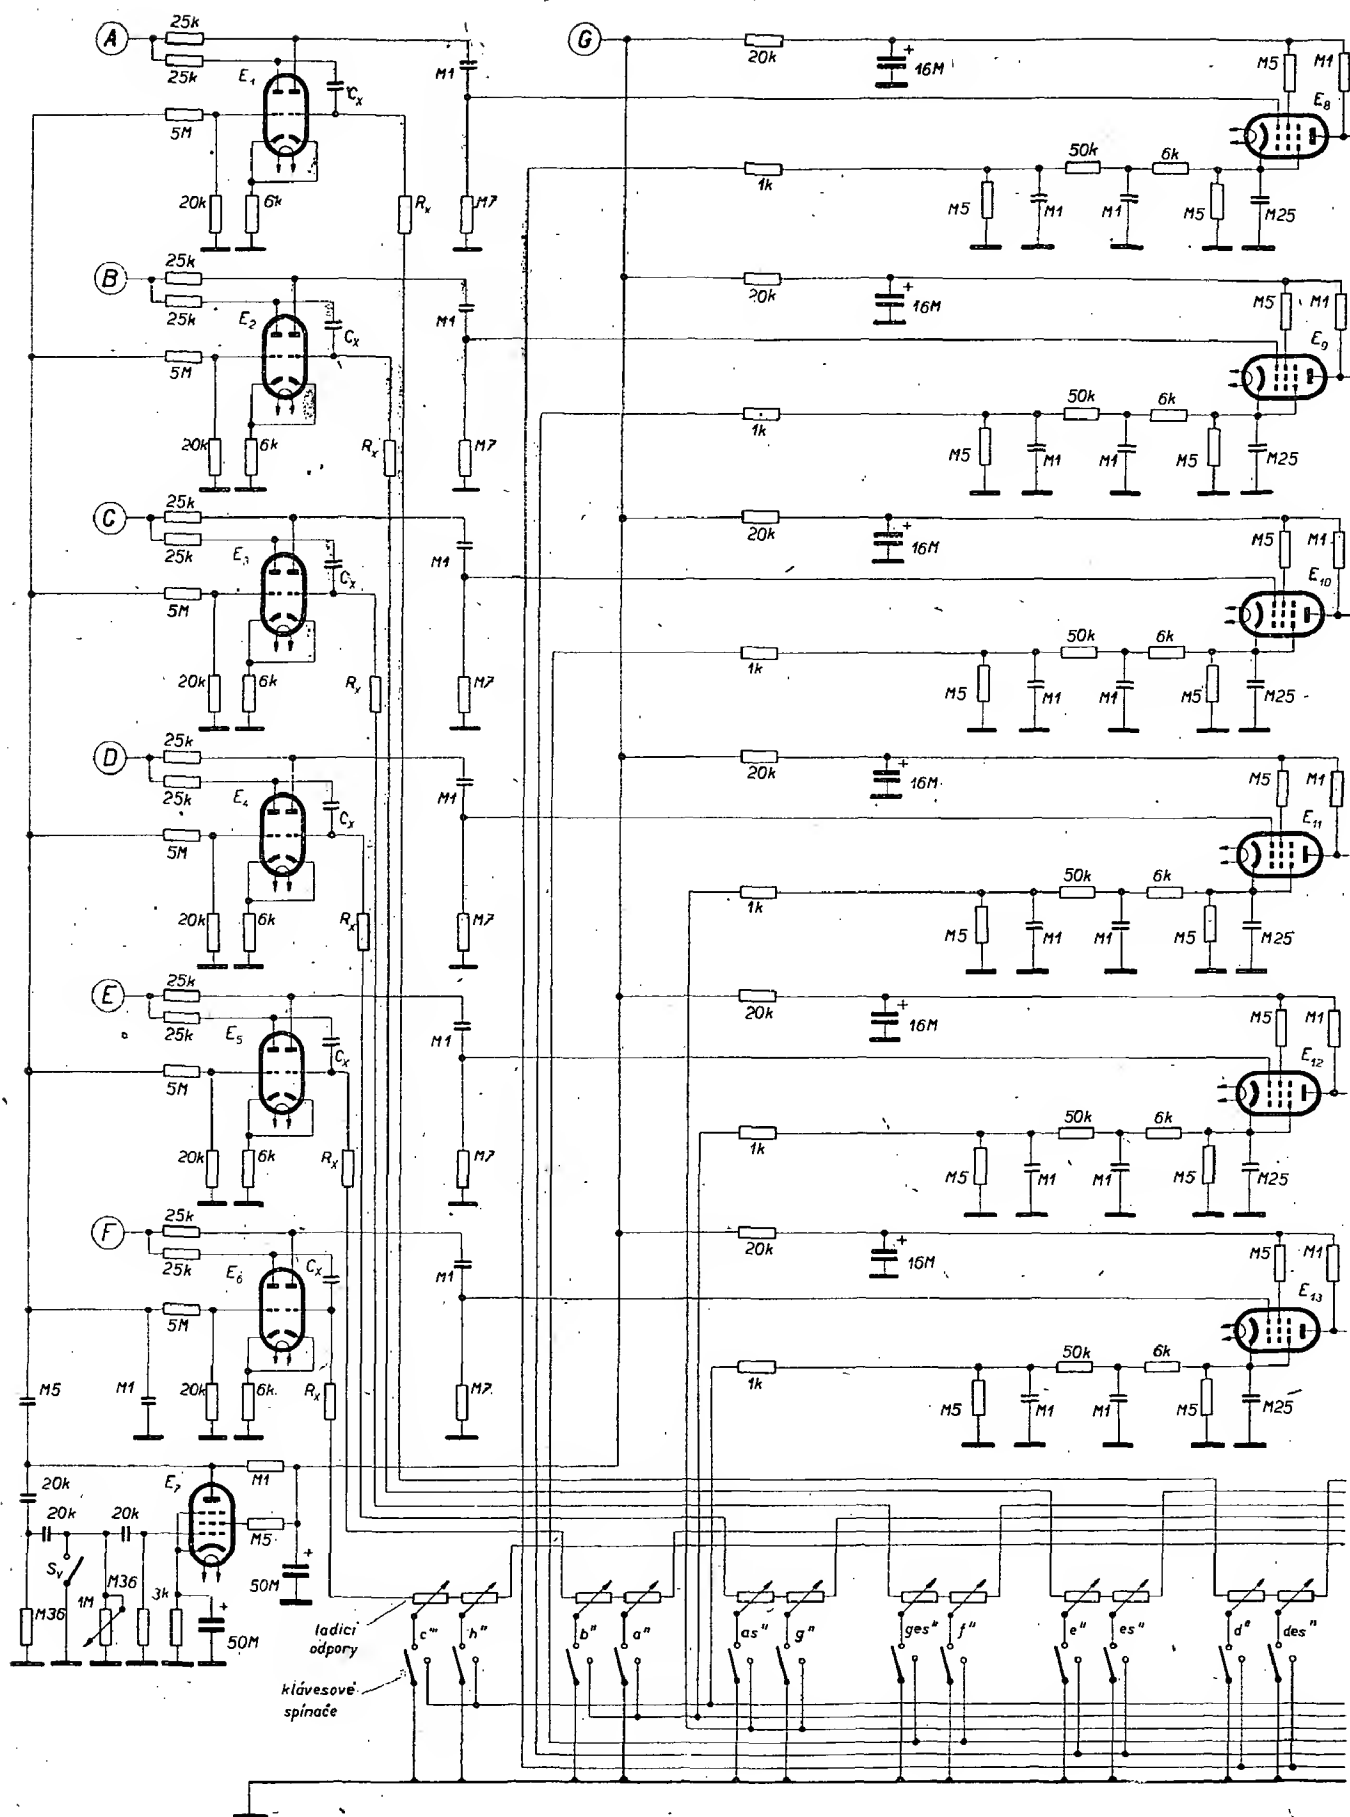 A
25k
25k
E1
Cx
M1
5M
20k
6k
Rx
M7
B
25k
25k
E2
Cx
M1
5M
20k
6k
Rx
M7
C
25k
25k
E3
Cx
M1
5M
20k
6k
Rx
M7
D
25k
25k
E4
Cx
M1
5M
20k
6k
Rx
M7
E
25k
25k
E5
Cx
M1
5M
20k
6k
Rx
M7
F
25k
25k
E6
Cx
M1
5M
M5
M1
20k
6k
Rx
M7
G
20k
+
16M
M5
M1
E8
1k
50k
6k
M5
M1
M1
M5
M25
20k
+
16M
M5
M1
E9
1k
50k
6k
M5
M1
M1
M5
M25
20k
+
16M
M5
M1
E10
1k
50k
6k
M5
M1
M1
M5
M25
20k
+
16M
M5
M1
E11
1k
50k
6k
M5
M1
M1
M5
M25
20k
+
16M
M5
M1
E12
1k
50k
6k
M5
M1
M1
M5
M25
20k
+
16M
M5
M1
E13
1k
50k
6k
M5
M1
M1
M5
M25
20k
20k
20k
E7
M1
M5
+
50M
Sv
M36
M36
1M
3k
+
50M
ladicí
odpory
klávesové
spínače
c'''
h''
b''
a''
as''
g''
ges''
f''
e''
es''
d''
des''